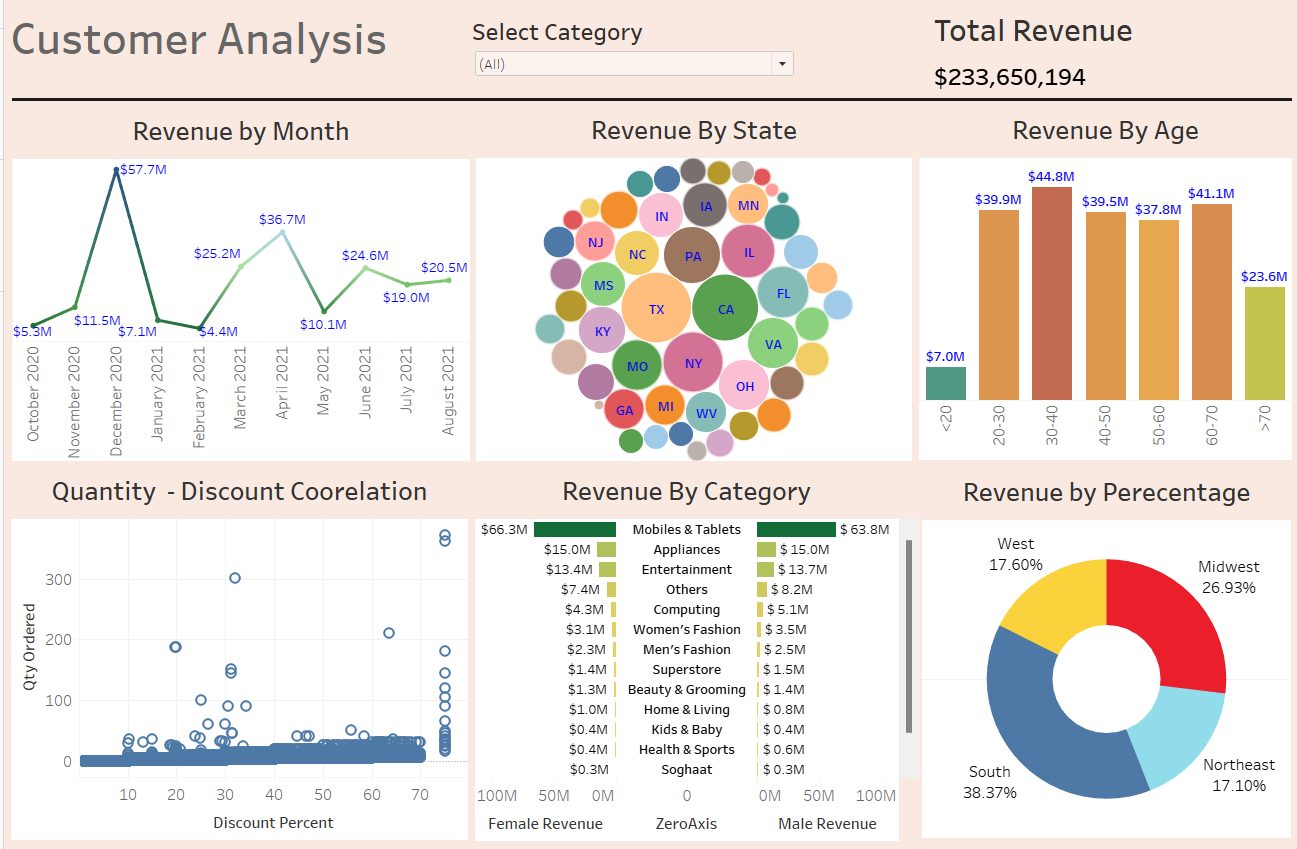 Customer Analysis
Select Category
(All)
Total Revenue
$233,650,194
Revenue by Month
$57.7M
$36.7M
$25.2M
$24.6M
$20.5M
$19.0M
$11.5M
$10.1M
$5.3M
$7.1M
$4.4M
October 2020
November 2020
December 2020
January 2021
February 2021
March 2021
April 2021
May 2021
June 2021
July 2021
August 2021
Revenue By State
IA
MN
IN
NJ
NC
PA
IL
MS
FL
TX
CA
KY
VA
MO
NY
OH
GA
MI
WV
Revenue By Age
$7.0M
$39.9M
$44.8M
$39.5M
$37.8M
$41.1M
$23.6M
<20
20-30
30-40
40-50
50-60
60-70
>70
Quantity - Discount Coorelation
Qty Ordered
300
200
100
0
10 20 30 40 50 60 70
Discount Percent
Revenue By Category
$66.3M Mobiles & Tablets $ 63.8M
$15.0M Appliances $ 15.0M
$13.4M Entertainment $ 13.7M
$7.4M Others $ 8.2M
$4.3M Computing $ 5.1M
$3.1M Women's Fashion $ 3.5M
$2.3M Men's Fashion $ 2.5M
$1.4M Superstore $ 1.5M
$1.3M Beauty & Grooming $ 1.4M
$1.0M Home & Living $ 0.8M
$0.4M Kids & Baby $ 0.4M
$0.4M Health & Sports $ 0.6M
$0.3M Soghaat $ 0.3M
100M 50M 0M 0 0M 50M 100M
Female Revenue ZeroAxis Male Revenue
Revenue by Perecentage
West
17.60%
Midwest
26.93%
South
38.37%
Northeast
17.10%